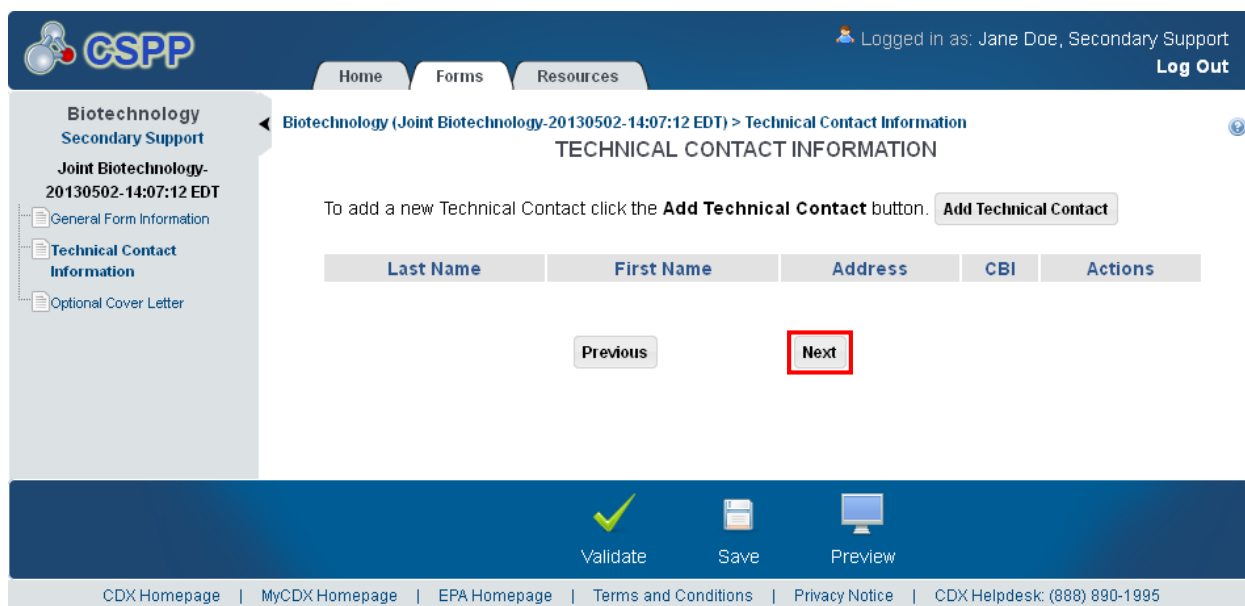 CSPP
Logged in as: Jane Doe, Secondary Support
Log Out
Home
Forms
Resources
Biotechnology
Secondary Support
Joint Biotechnology-
20130502-14:07:12 EDT
General Form Information
Technical Contact
Information
Optional Cover Letter
Biotechnology (Joint Biotechnology-20130502-14:07:12 EDT) > Technical Contact Information
TECHNICAL CONTACT INFORMATION
To add a new Technical Contact click the Add Technical Contact button. Add Technical Contact
Last Name First Name Address CBI Actions
Previous Next
Validate Save Preview
CDX Homepage | MyCDX Homepage | EPA Homepage | Terms and Conditions | Privacy Notice | CDX Helpdesk: (888) 890-1995